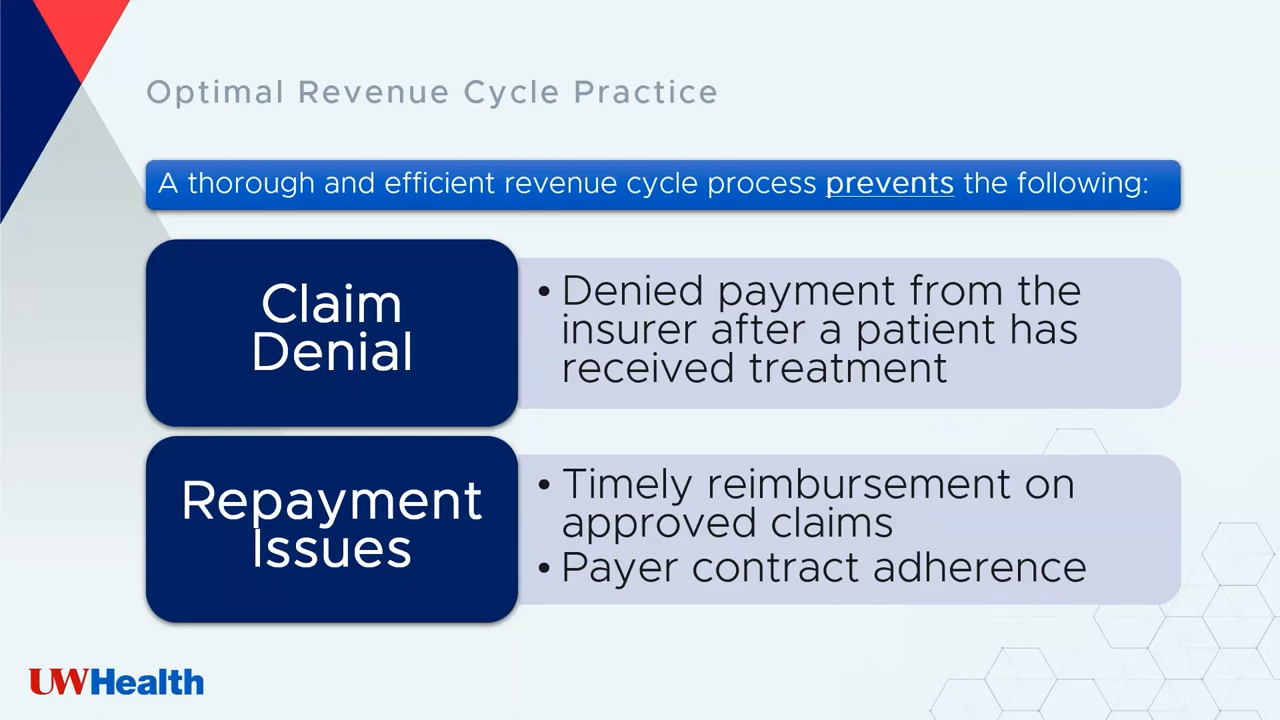 Optimal Revenue Cycle Practice
A thorough and efficient revenue cycle process prevents the following:
Claim
Denial
• Denied payment from the
insurer after a patient has
received treatment
Repayment
Issues
• Timely reimbursement on
approved claims
• Payer contract adherence
UWHealth